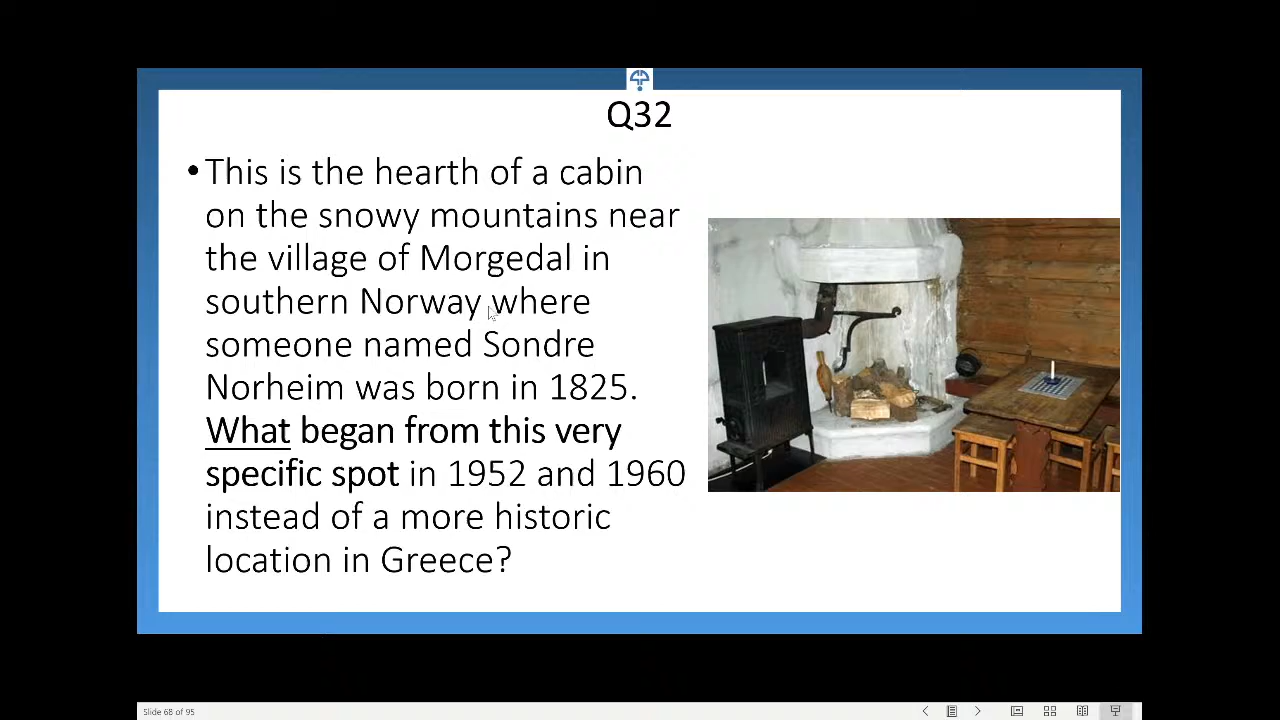 Q32
• This is the hearth of a cabin
on the snowy mountains near
the village of Morgedal in
southern Norway where
someone named Sondre
Norheim was born in 1825.
What began from this very
specific spot in 1952 and 1960
instead of a more historic
location in Greece?
Slide 68 of 95